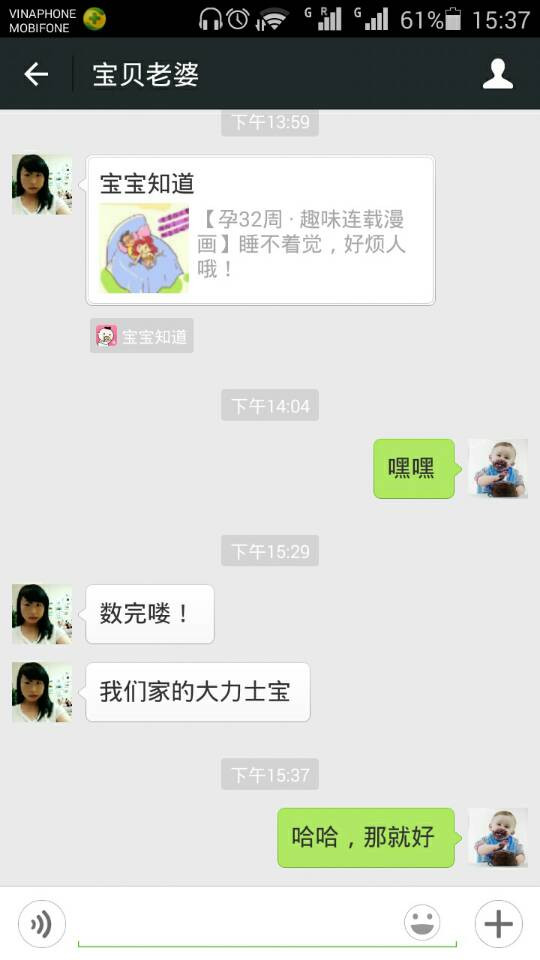 VINAPHONE
MOBIFONE
G R G 61% 15:37
宝贝老婆
下午13:59
宝宝知道
【孕32周·趣味连载漫
画】睡不着觉，好烦人
哦！
宝宝知道
下午14:04
嘿嘿
下午15:29
数完喽！
我们家的大力士宝
下午15:37
哈哈，那就好